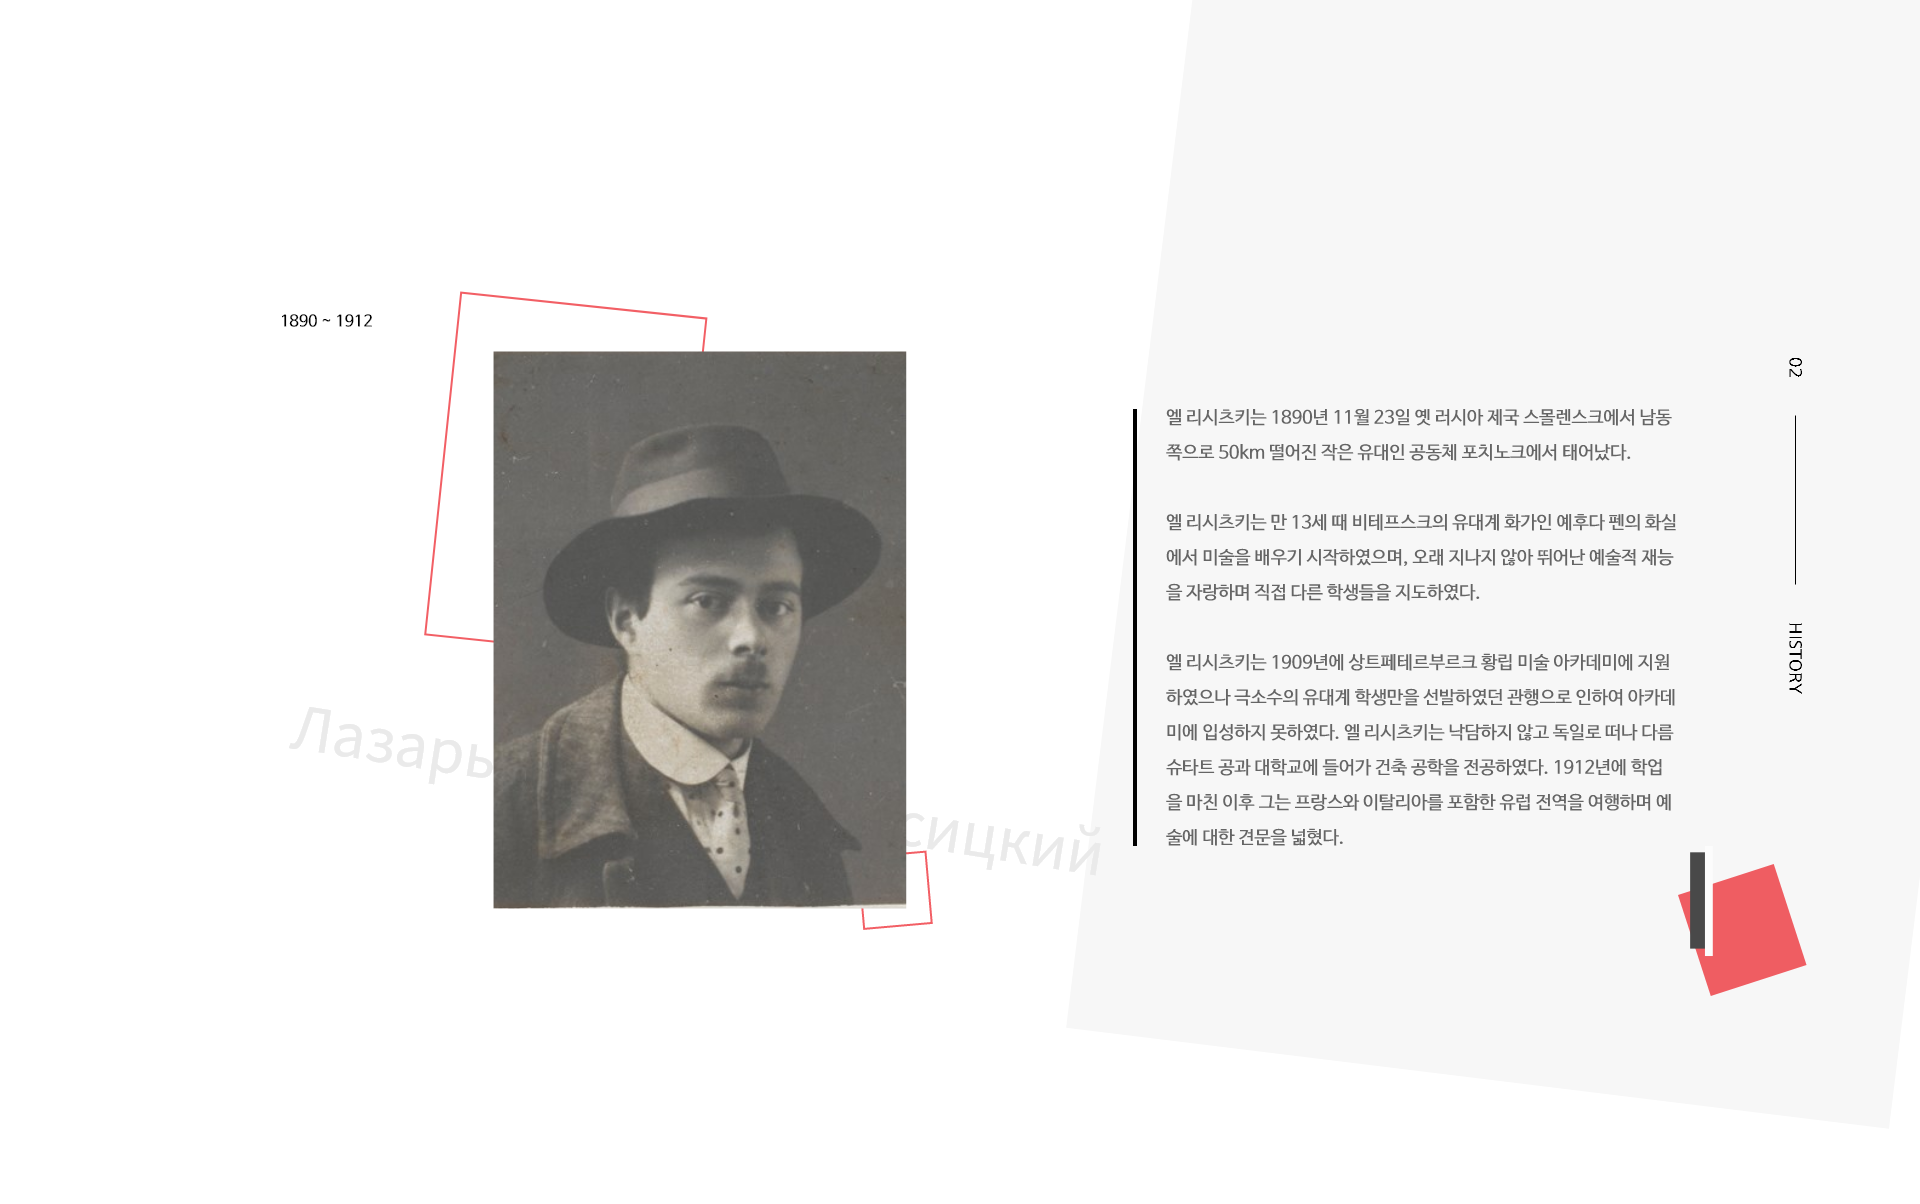 1890 ~ 1912
Лазарь
сицкий
엘 리시츠키는 1890년 11월 23일 옛 러시아 제국 스몰렌스크에서 남동
쪽으로 50km 떨어진 작은 유대인 공동체 포치노크에서 태어났다.
엘 리시츠키는 만 13세 때 비테프스크의 유대계 화가인 예후다 펜의 화실
에서 미술을 배우기 시작하였으며, 오래 지나지 않아 뛰어난 예술적 재능
을 자랑하며 직접 다른 학생들을 지도하였다.
엘 리시츠키는 1909년에 상트페테르부르크 황립 미술 아카데미에 지원
하였으나 극소수의 유대계 학생만을 선발하였던 관행으로 인하여 아카데
미에 입성하지 못하였다. 엘 리시츠키는 낙담하지 않고 독일로 떠나 다름
슈타트 공과 대학교에 들어가 건축 공학을 전공하였다. 1912년에 학업
을 마친 이후 그는 프랑스와 이탈리아를 포함한 유럽 전역을 여행하며 예
술에 대한 견문을 넓혔다.
02
HISTORY